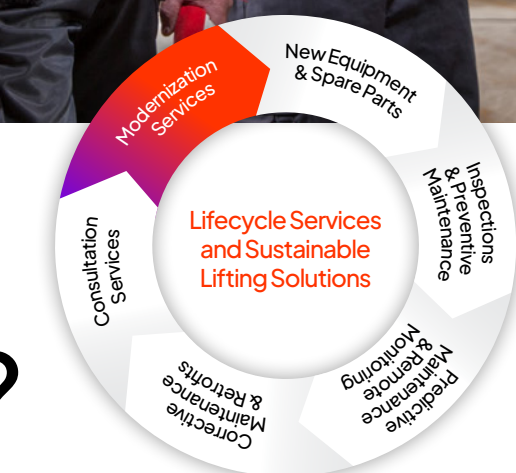 Modernization
Services
New Equipment
& Spare Parts
Inspections
& Preventive
Maintenance
Predictive
Maintenance
& Remote
Monitoring
Corrective
Maintenance
& Retrofits
Consultation
Services
Lifecycle Services
and Sustainable
Lifting Solutions